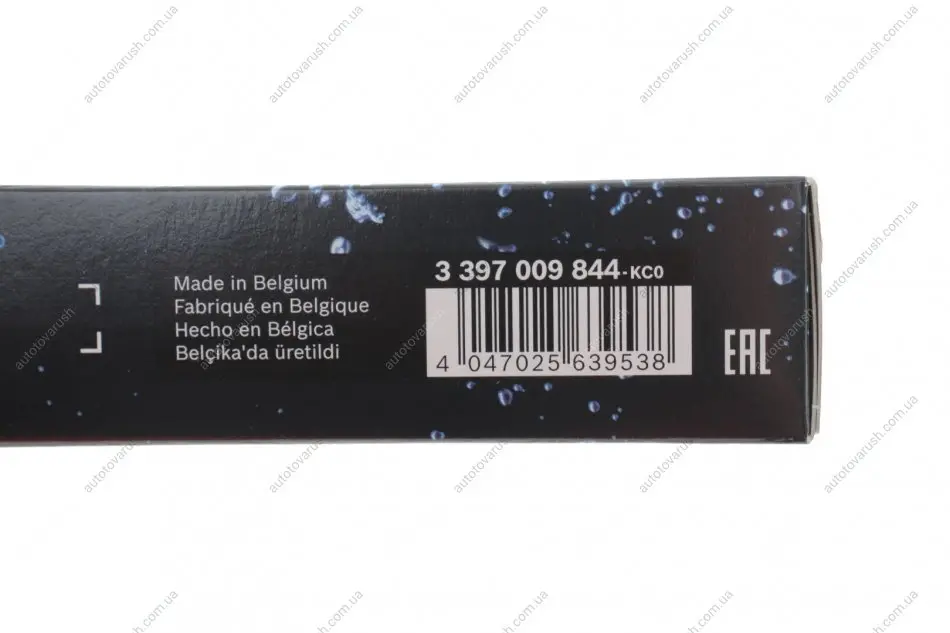 Made in Belgium
Fabriqué en Belgique
Hecho en Bélgica
Belçika'da üretildi
3 397 009 844-KC0
4 047025 639538
EAC
autotovarush.com.ua